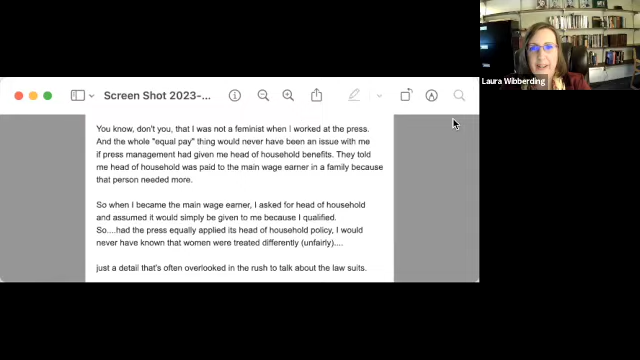 Laura Wibberding
Screen Shot 2023-...
You know, don't you, that I was not a feminist when I worked at the press.
And the whole "equal pay" thing would never have been an issue with me
if press management had given me head of household benefits. They told
me head of household was paid to the main wage earner in a family because
that person needed more.
So when I became the main wage earner, I asked for head of household
and assumed it would simply be given to me because I qualified.
So....had the press equally applied its head of household policy, I would
never have known that women were treated differently (unfairly)....
just a detail that's often overlooked in the rush to talk about the law suits.